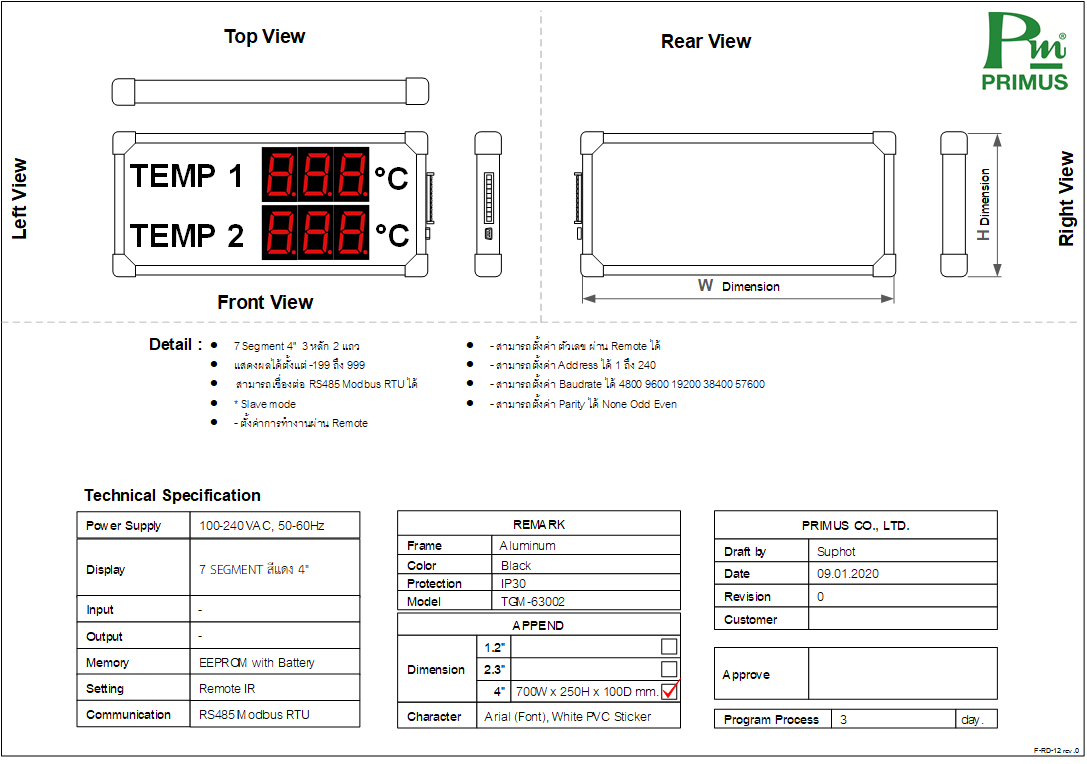 Top View
Rear View
Pm®
PRIMUS
Left View
TEMP 1 888 °C
TEMP 2 888 °C
H Dimension
Right View
W Dimension
Front View
Detail :
• 7 Segment 4" 3 หลัก 2 แถว
• แสดงผลได้ตั้งแต่ -199 ถึง 999
• สามารถเชื่องต่อ RS485 Modbus RTU ได้
• * Slave mode
• - ตั้งค่าการทำงานผ่าน Remote
• - สามารถตั้งค่า ตัวเลข ผ่าน Remote ได้
• - สามารถตั้งค่า Address ได้ 1 ถึง 240
• - สามารถตั้งค่า Baudrate ได้ 4800 9600 19200 38400 57600
• - สามารถตั้งค่า Parity ได้ None Odd Even
Technical Specification
Power Supply 100-240 VAC, 50-60Hz
Display 7 SEGMENT สีแดง 4"
Input -
Output -
Memory EEPROM with Battery
Setting Remote IR
Communication RS485 Modbus RTU
REMARK
Frame Aluminum
Color Black
Protection IP30
Model TGM-63002
APPEND
Dimension
1.2"
2.3"
4" 700W x 250H x 100D mm.
Character Arial (Font), White PVC Sticker
PRIMUS CO., LTD.
Draft by Suphot
Date 09.01.2020
Revision 0
Customer
Approve
Program Process 3 day.
F-RD-12 rev .0